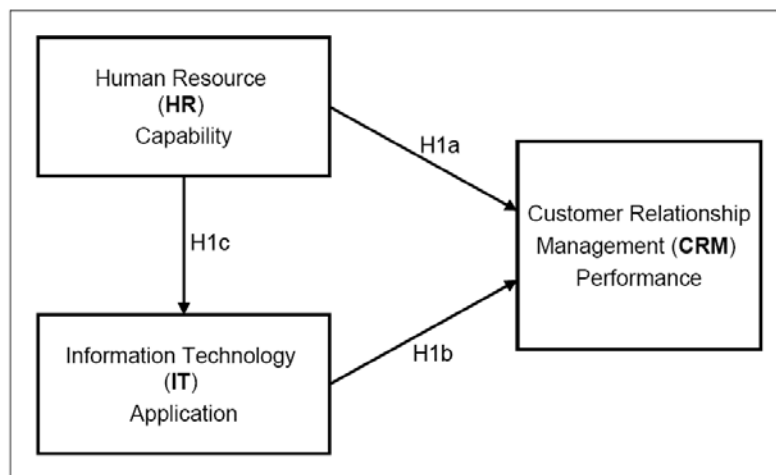 Human Resource
(HR)
Capability
H1a
Customer Relationship
Management (CRM)
Performance
H1c
Information Technology
(IT)
Application
H1b